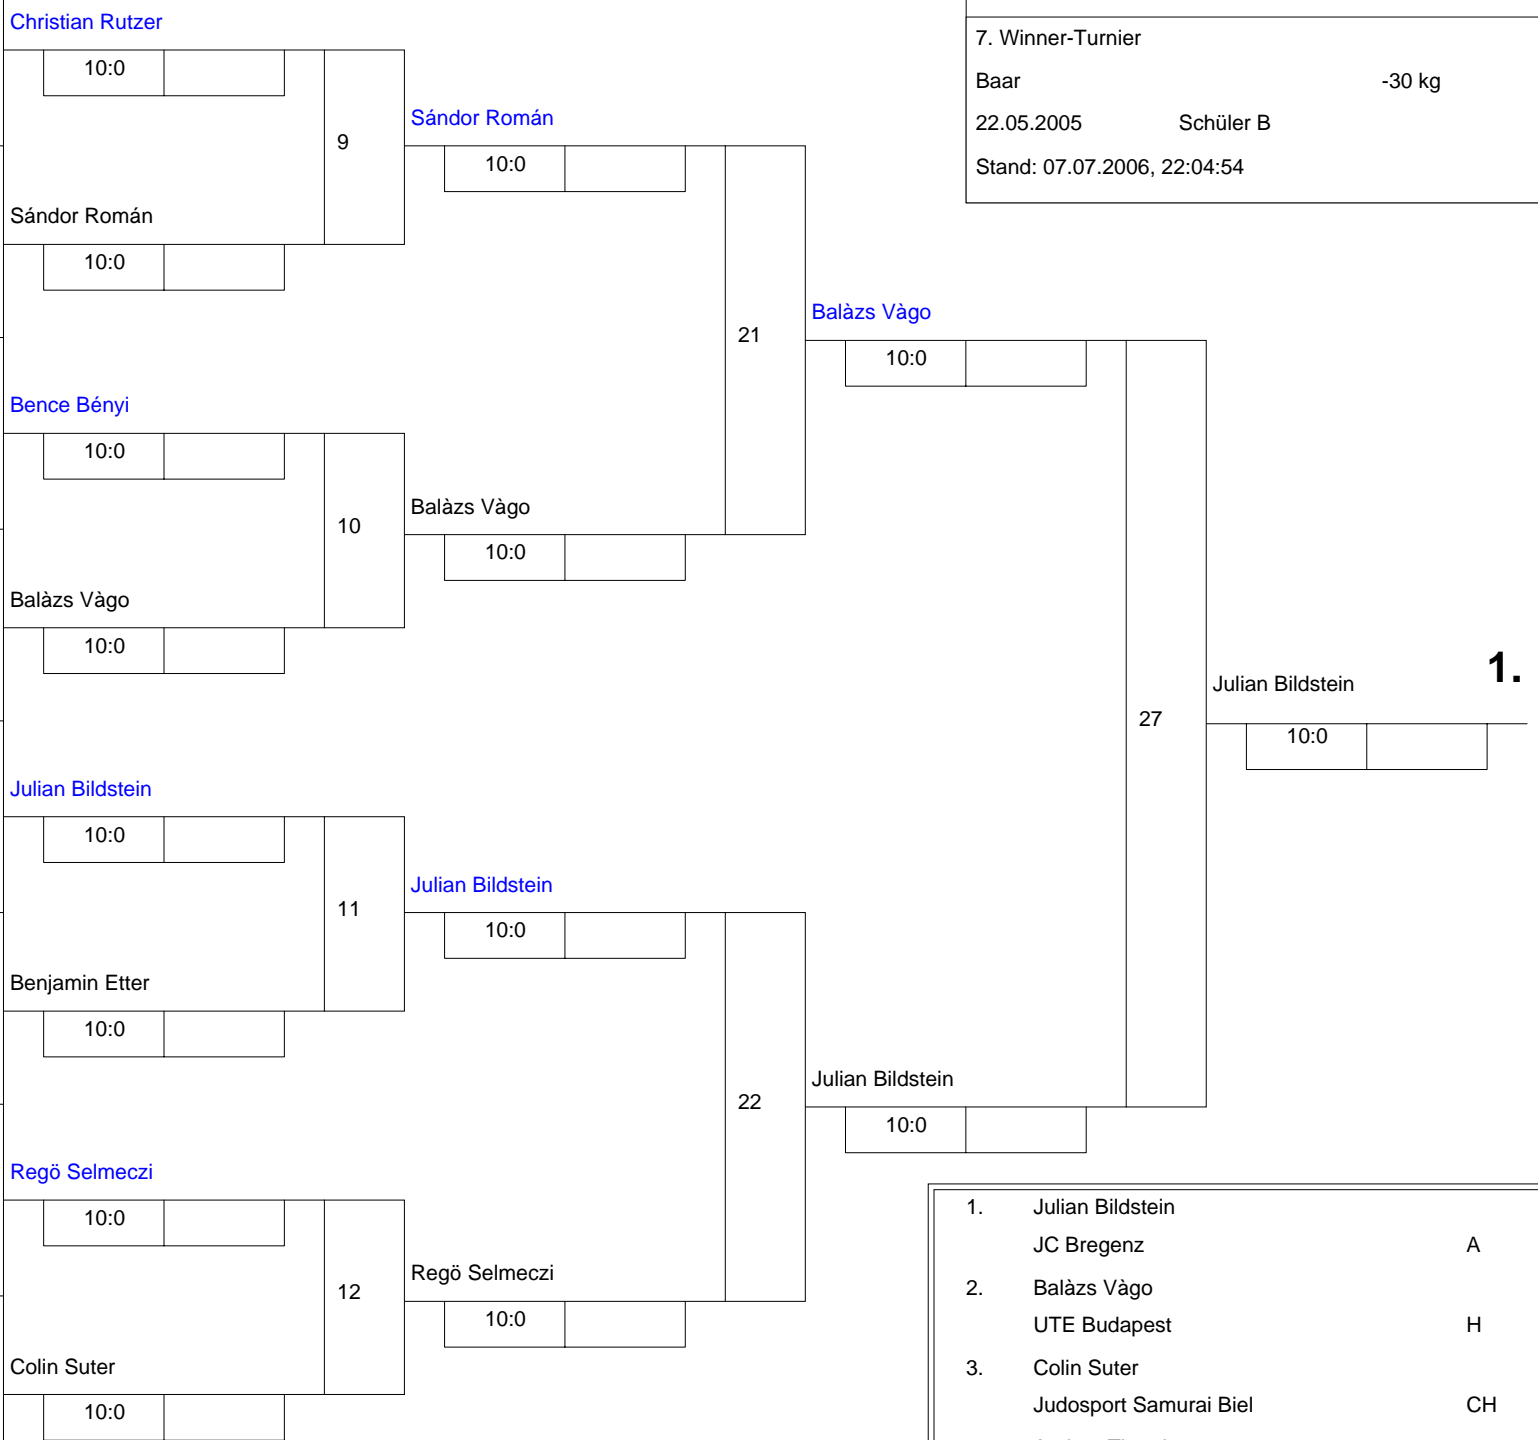 Christian Rutzer
10:0
9
Sándor Román
10:0
Sándor Román
10:0
Bence Bényi
10:0
10
Balàzs Vàgo
10:0
Balàzs Vàgo
10:0
21
Balàzs Vàgo
10:0
Julian Bildstein
10:0
11
Benjamin Etter
10:0
Julian Bildstein
10:0
Regö Selmeczi
10:0
12
Colin Suter
10:0
Regö Selmeczi
10:0
22
Julian Bildstein
10:0
27
Julian Bildstein
1.
10:0
7. Winner-Turnier
Baar -30 kg
22.05.2005 Schüler B
Stand: 07.07.2006, 22:04:54
1. Julian Bildstein
JC Bregenz A
2. Balàzs Vàgo
UTE Budapest H
3. Colin Suter
Judosport Samurai Biel CH